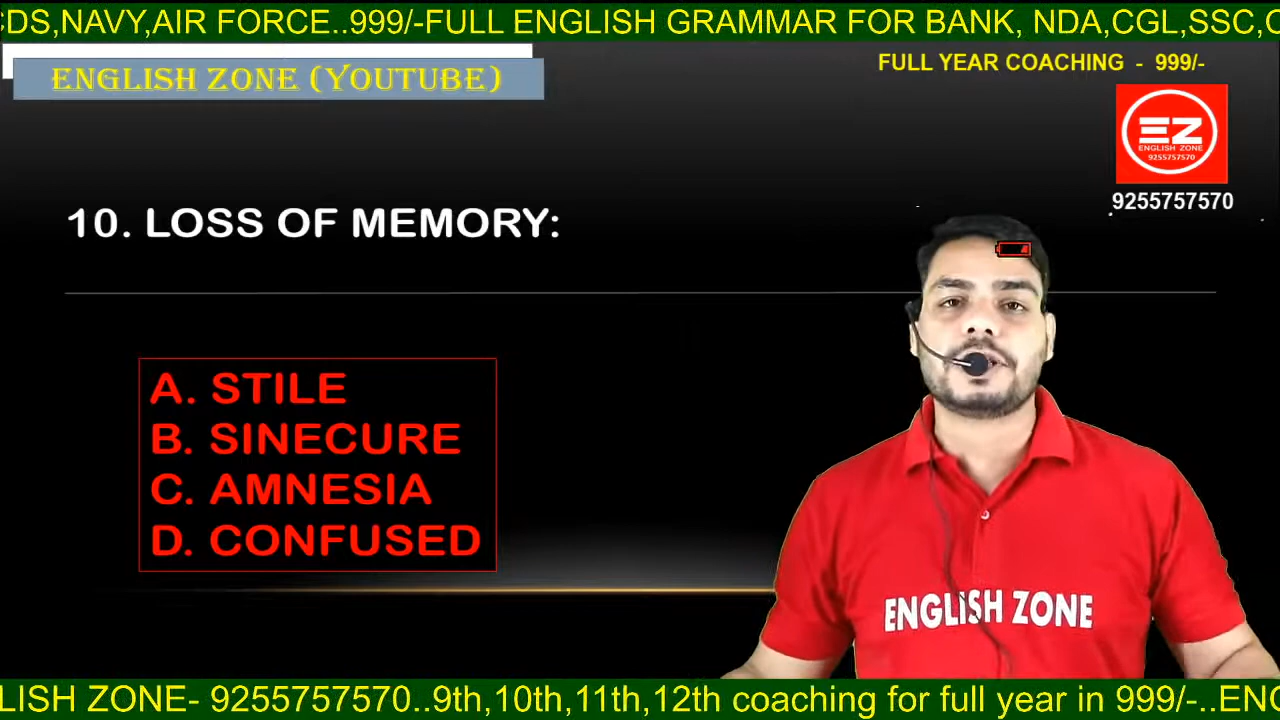 CDS,NAVY,AIR FORCE..999/-FULL ENGLISH GRAMMAR FOR BANK, NDA,CGL,SSC,C
ENGLISH ZONE (YOUTUBE)
FULL YEAR COACHING - 999/-
EZ
ENGLISH ZONE
9255757570
9255757570
10. LOSS OF MEMORY:
A. STILE
B. SINECURE
C. AMNESIA
D. CONFUSED
ENGLISH ZONE
LISH ZONE- 9255757570..9th,10th,11th,12th coaching for full year in 999/-..ENG